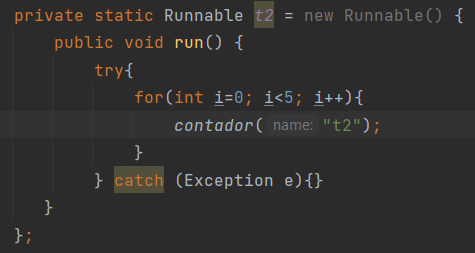 private static Runnable t2 = new Runnable() {
    public void run() {
        try{
            for(int i=0; i<5; i++){
                contador( name: "t2");
            }
        } catch (Exception e){}
    }
};